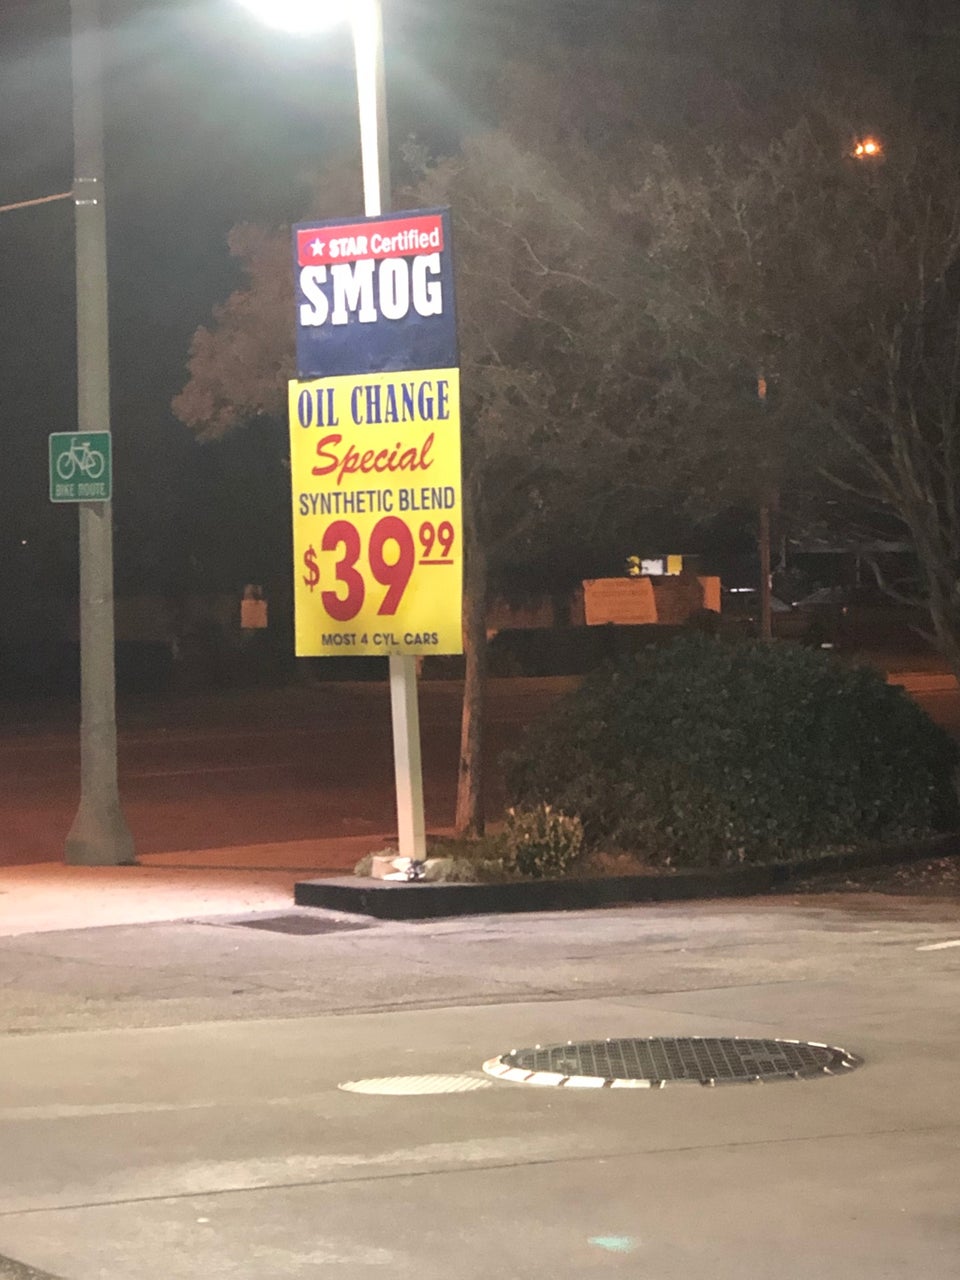 STAR Certified
SMOG
OIL CHANGE
Special
SYNTHETIC BLEND
$39 99
MOST 4 CYL. CARS
BIKE ROUTE